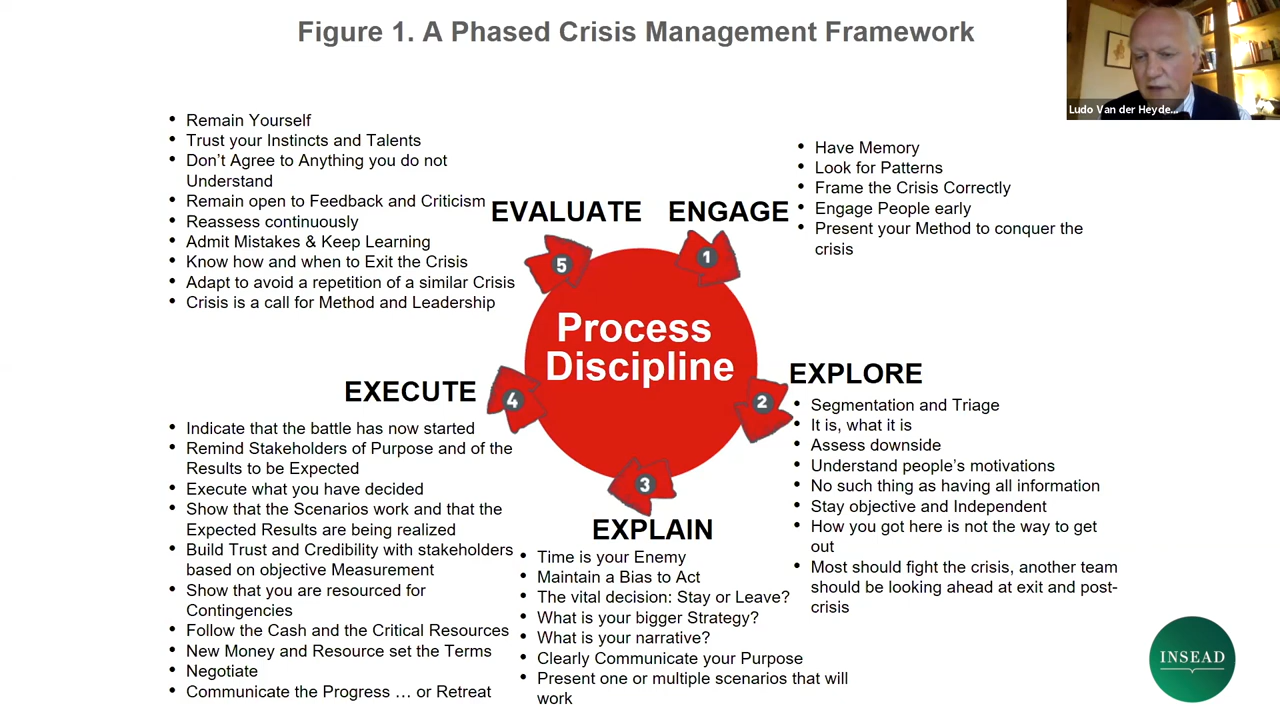 Figure 1. A Phased Crisis Management Framework
Ludo Van der Heyde...
• Remain Yourself
• Trust your Instincts and Talents
• Don't Agree to Anything you do not
Understand
• Remain open to Feedback and Criticism
• Reassess continuously
• Admit Mistakes & Keep Learning
• Know how and when to Exit the Crisis
• Adapt to avoid a repetition of a similar Crisis
• Crisis is a call for Method and Leadership
EVALUATE
ENGAGE
• Have Memory
• Look for Patterns
• Frame the Crisis Correctly
• Engage People early
• Present your Method to conquer the
crisis
5
1
Process
Discipline
4
2
3
EXPLORE
• Segmentation and Triage
• It is, what it is
• Assess downside
• Understand people's motivations
• No such thing as having all information
• Stay objective and Independent
• How you got here is not the way to get
out
• Most should fight the crisis, another team
should be looking ahead at exit and post-
crisis
EXECUTE
• Indicate that the battle has now started
• Remind Stakeholders of Purpose and of the
Results to be Expected
• Execute what you have decided
• Show that the Scenarios work and that the
Expected Results are being realized
• Build Trust and Credibility with stakeholders
based on objective Measurement
• Show that you are resourced for
Contingencies
• Follow the Cash and the Critical Resources
• New Money and Resource set the Terms
• Negotiate
• Communicate the Progress … or Retreat
EXPLAIN
• Time is your Enemy
• Maintain a Bias to Act
• The vital decision: Stay or Leave?
• What is your bigger Strategy?
• What is your narrative?
• Clearly Communicate your Purpose
• Present one or multiple scenarios that will
work
INSEAD